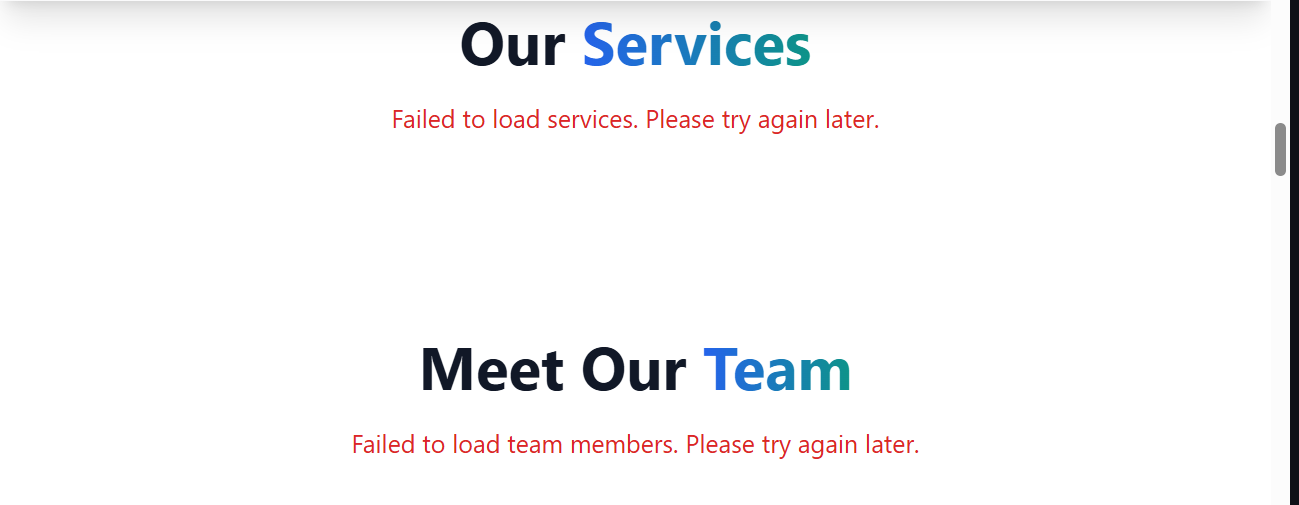 Our Services
Failed to load services. Please try again later.
Meet Our Team
Failed to load team members. Please try again later.